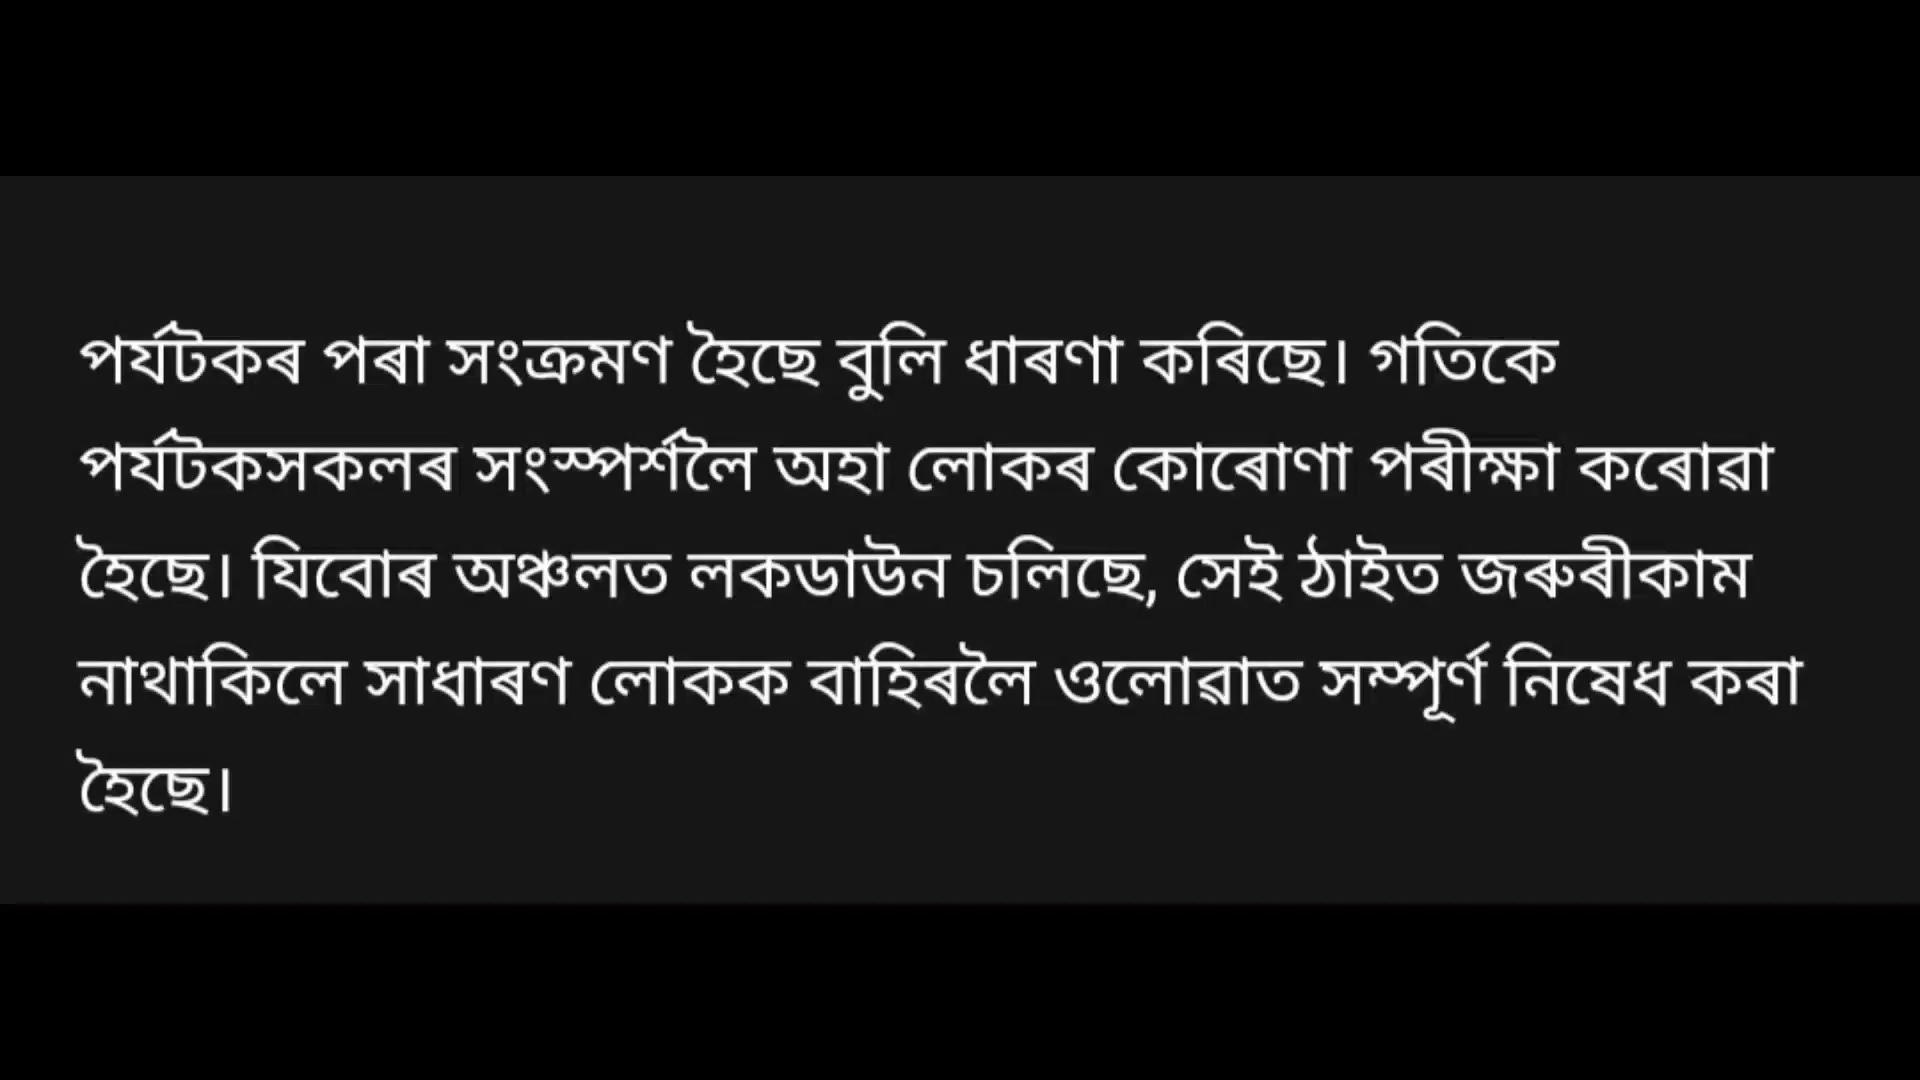 পৰ্যটকৰ পৰা সংক্ৰমণ হৈছে বুলি ধাৰণা কৰিছে। গতিকে
পৰ্যটকসকলৰ সংস্পৰ্শলৈ অহা লোকৰ কোৰোণা পৰীক্ষা কৰোৱা
হৈছে। যিবোৰ অঞ্চলত লকডাউন চলিছে, সেই ঠাইত জৰুৰীকাম
নাথাকিলে সাধাৰণ লোকক বাহিৰলৈ ওলোৱাত সম্পূৰ্ণ নিষেধ কৰা
হৈছে।